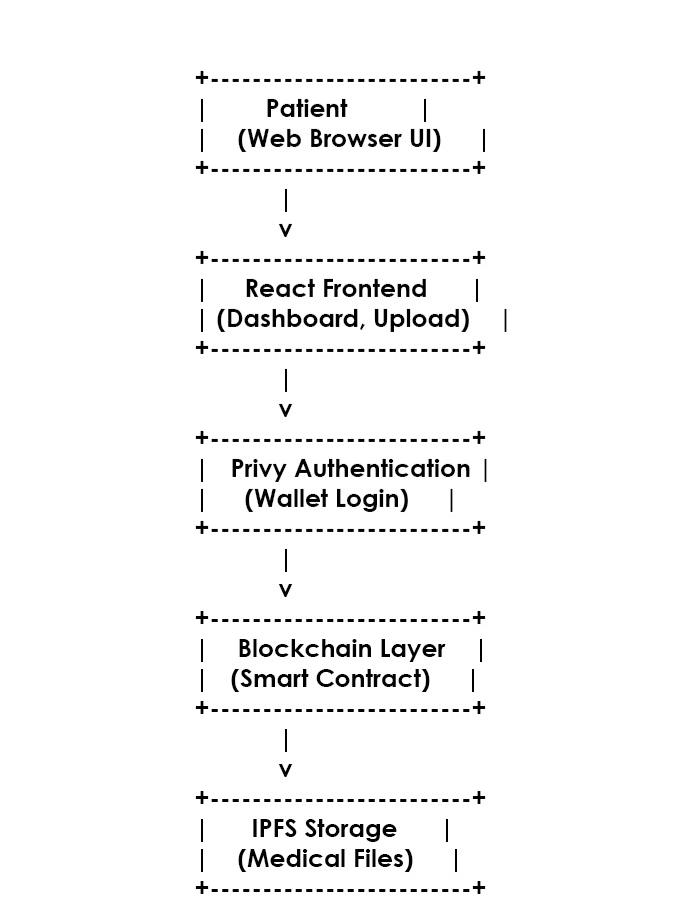 +-------------------------+
|        Patient          |
|    (Web Browser UI)     |
+-------------------------+
            |
            v
+-------------------------+
|     React Frontend      |
| (Dashboard, Upload)    |
+-------------------------+
            |
            v
+-------------------------+
|   Privy Authentication |
|     (Wallet Login)     |
+-------------------------+
            |
            v
+-------------------------+
|    Blockchain Layer    |
|   (Smart Contract)     |
+-------------------------+
            |
            v
+-------------------------+
|      IPFS Storage      |
|    (Medical Files)     |
+-------------------------+